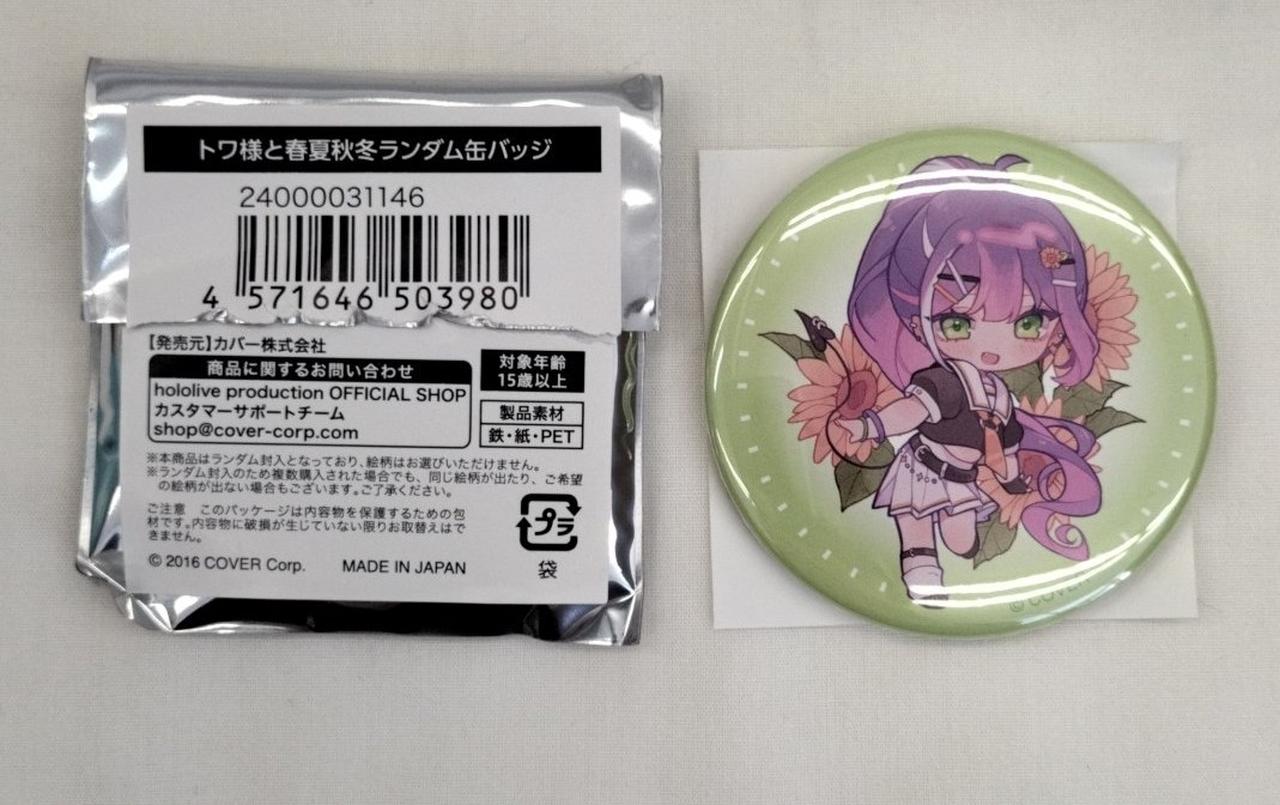 トワ様と春夏秋冬ランダム缶バッジ
24000031146
4 571646 503980
【発売元】カバー株式会社
商品に関するお問い合わせ
hololive production OFFICIAL SHOP
カスタマーサポートチーム
shop@cover-corp.com
対象年齢
15歳以上
製品素材
鉄・紙・PET
※本商品はランダム封入となっており、絵柄はお選びいただけません。
※ランダム封入のため複数購入された場合でも、同じ絵柄が出たり、ご希望
の絵柄が出ない場合もございます。ご了承ください。
ご注意　このパッケージは内容物を保護するための包
材です。内容物に破損が生じていない限りお取替えはで
きません。
プラ
袋
© 2016 COVER Corp.
MADE IN JAPAN
© COVER